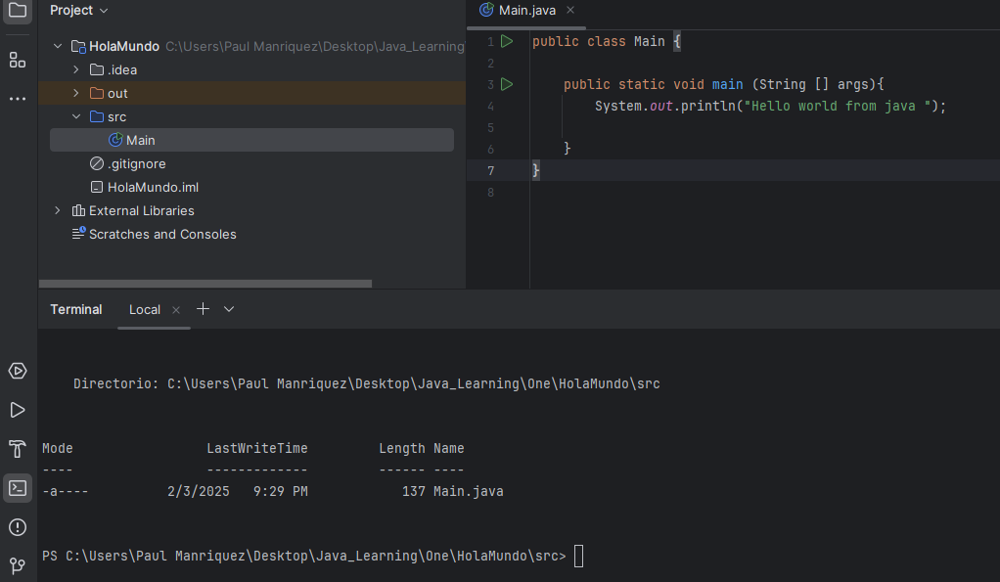 Project
HolaMundo C:\Users\Paul Manriquez\Desktop\Java_Learning
.idea
out
src
Main
.gitignore
HolaMundo.iml
External Libraries
Scratches and Consoles
Main.java
1 public class Main {
2
3 public static void main (String [] args){
4 System.out.println("Hello world from java ");
5
6 }
7 }
8
Terminal Local
Directorio: C:\Users\Paul Manriquez\Desktop\Java_Learning\One\HolaMundo\src
Mode LastWriteTime Length Name
---- ------------- ------ ----
-a---- 2/3/2025 9:29 PM 137 Main.java
PS C:\Users\Paul Manriquez\Desktop\Java_Learning\One\HolaMundo\src>